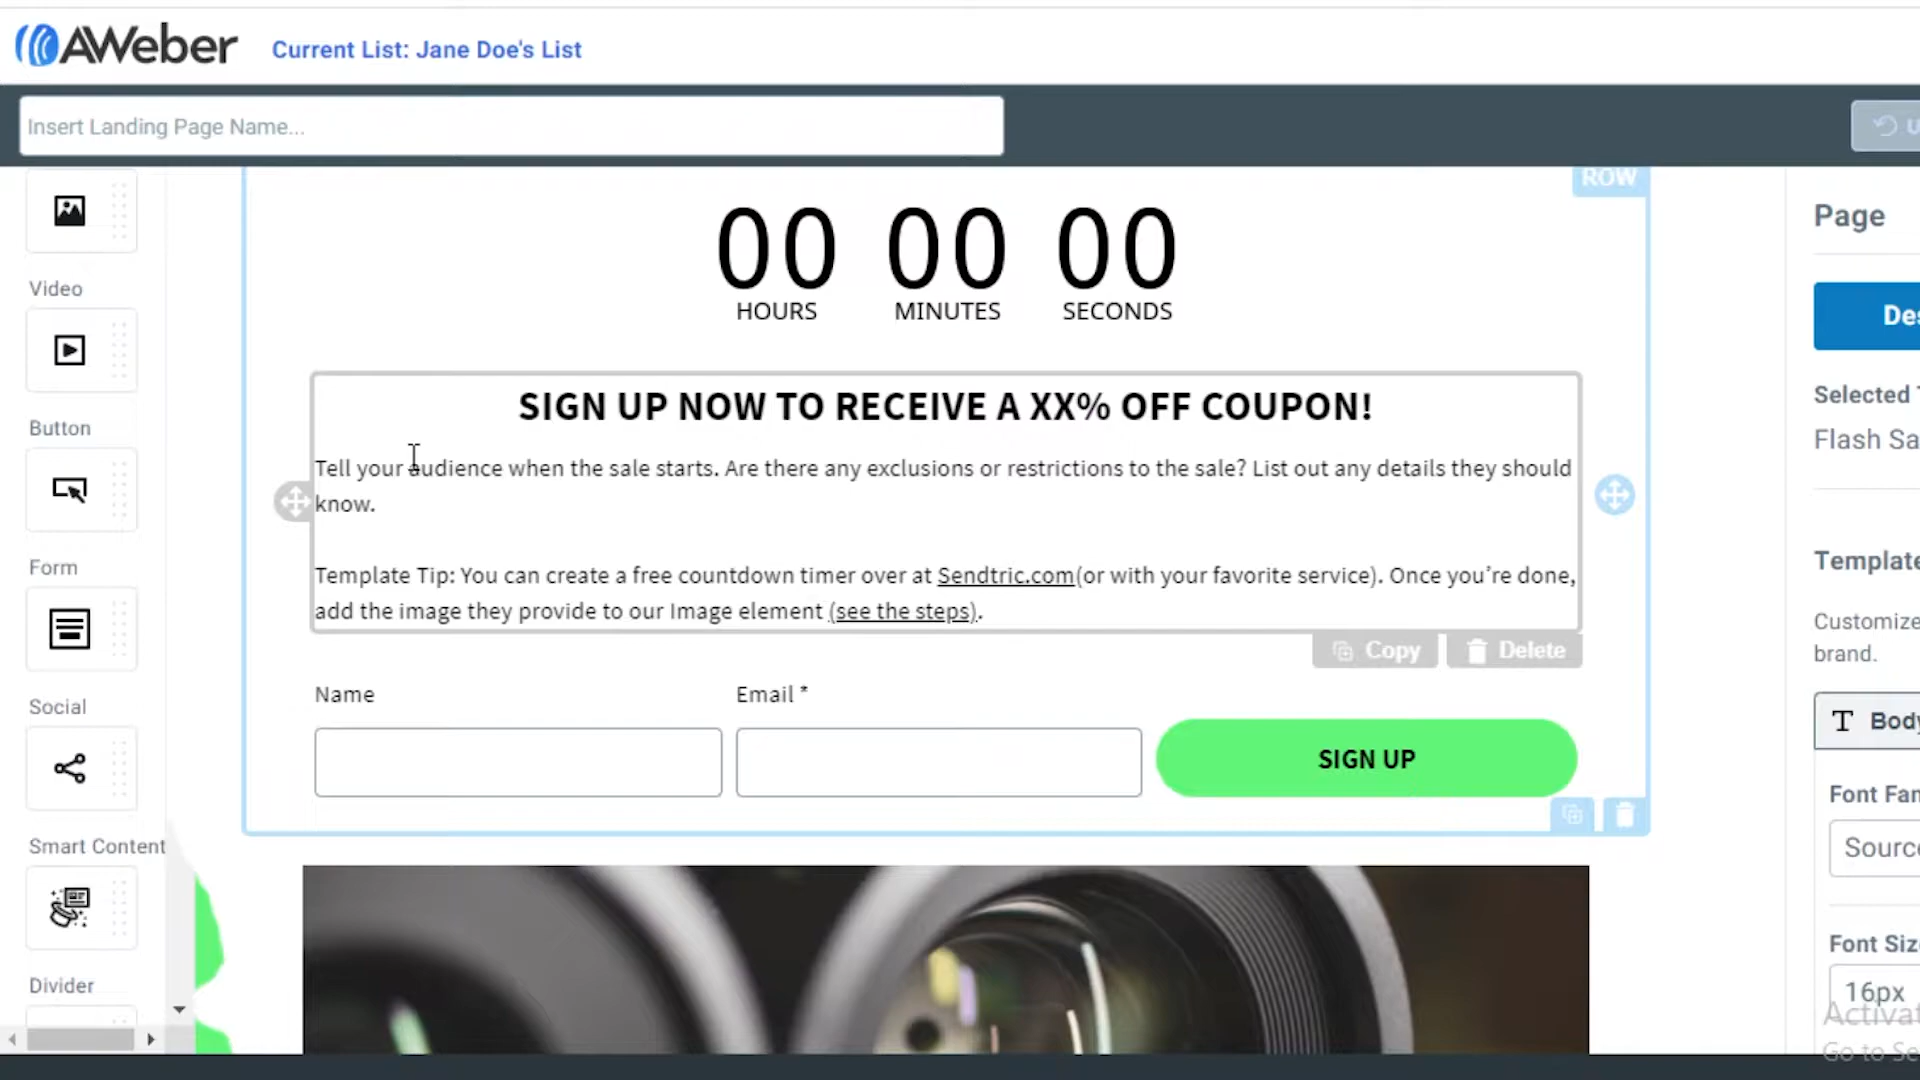 AWeber
Current List: Jane Doe's List
Insert Landing Page Name...
ROW
00 00 00
HOURS MINUTES SECONDS
Page
Video
SIGN UP NOW TO RECEIVE A XX% OFF COUPON!
Selected
Button
Flash Sa
Tell your audience when the sale starts. Are there any exclusions or restrictions to the sale? List out any details they should
know.
Form
Template
Template Tip: You can create a free countdown timer over at Sendtric.com(or with your favorite service). Once you’re done,
add the image they provide to our Image element (see the steps).
Customize
brand.
Copy Delete
Name
Email *
Social
Body
SIGN UP
Font Fam
Smart Content
Source
Font Size
Divider
16px
Activat
Go to Se